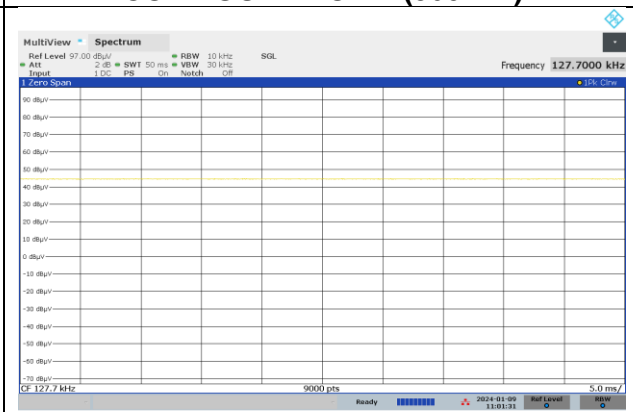 MultiView Spectrum
Ref Level 97.00 dBµV RBW 10 kHz SGL
Att 2 dB SWT 50 ms VBW 30 kHz Frequency 127.7000 kHz
Input 1 DC PS On Notch Off
1 Zero Span 1Pk Clrw
90 dBµV
80 dBµV
70 dBµV
60 dBµV
50 dBµV
40 dBµV
30 dBµV
20 dBµV
10 dBµV
0 dBµV
-10 dBµV
-20 dBµV
-30 dBµV
-40 dBµV
-50 dBµV
-60 dBµV
-70 dBµV
CF 127.7 kHz 9000 pts 5.0 ms/
Ready 2024-01-09 Ref Level RBW
11:01:31